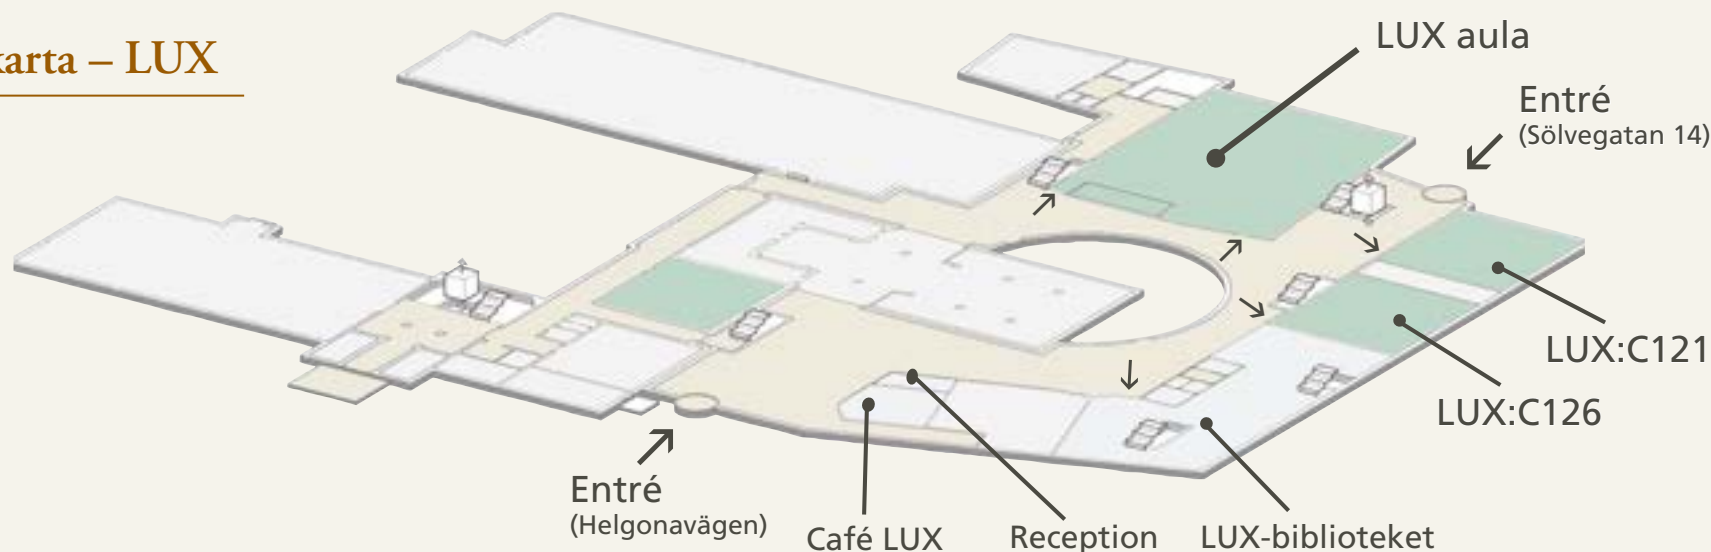 karta – LUX
LUX aula
Entré
(Sölvegatan 14)
LUX:C121
LUX:C126
Entré
(Helgonavägen)
Café LUX
Reception
LUX-biblioteket